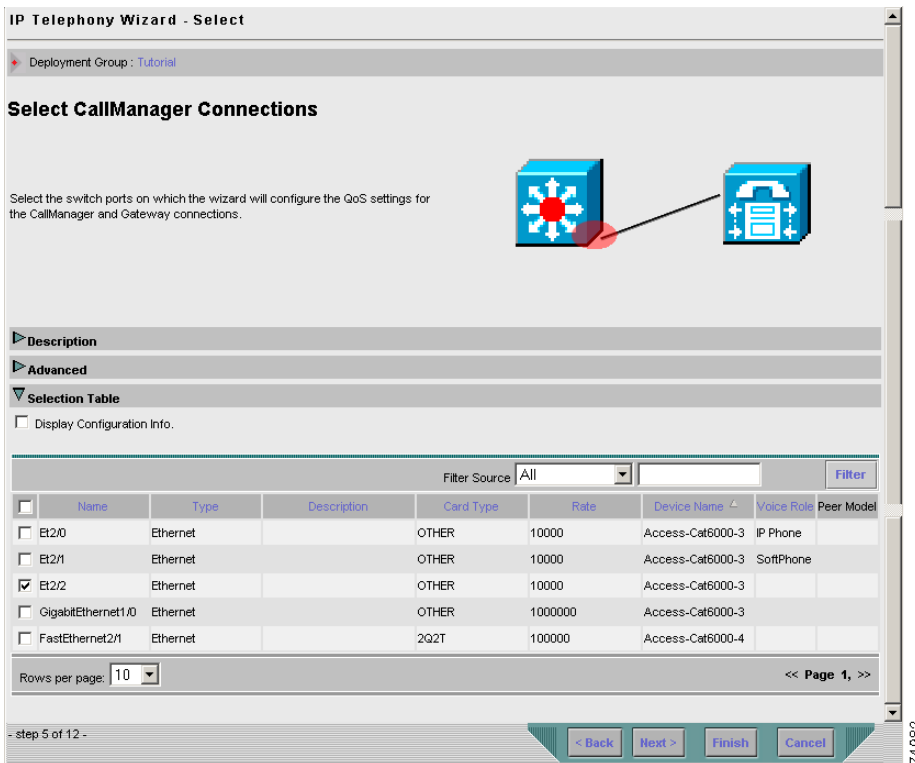 IP Telephony Wizard - Select
Deployment Group : Tutorial
Select CallManager Connections
Select the switch ports on which the wizard will configure the QoS settings for
the CallManager and Gateway connections.
Description
Advanced
Selection Table
Display Configuration Info.
Filter Source All Filter
Name Type Description Card Type Rate Device Name Voice Role Peer Model
Et2/0 Ethernet OTHER 10000 Access-Cat6000-3 IP Phone
Et2/1 Ethernet OTHER 10000 Access-Cat6000-3 SoftPhone
Et2/2 Ethernet OTHER 10000 Access-Cat6000-3
GigabitEthernet1/0 Ethernet OTHER 1000000 Access-Cat6000-3
FastEthernet2/1 Ethernet 2Q2T 100000 Access-Cat6000-4
Rows per page: 10 << Page 1, >>
- step 5 of 12 - < Back Next > Finish Cancel